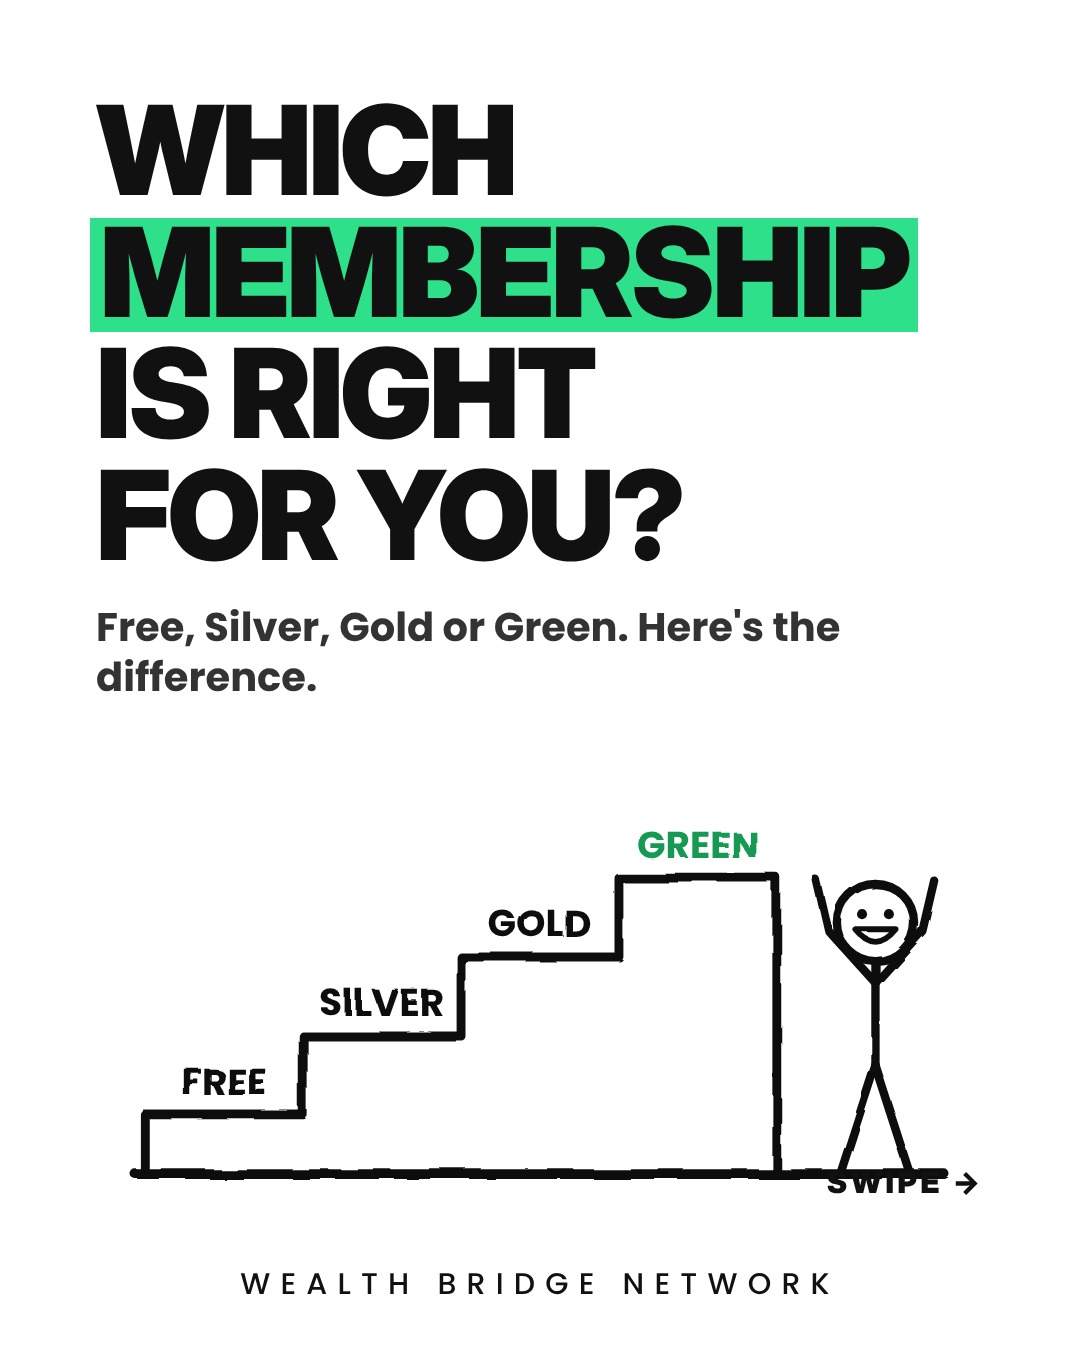 WHICH
MEMBERSHIP
IS RIGHT
FOR YOU?
Free, Silver, Gold or Green. Here's the
difference.
GREEN
GOLD
SILVER
FREE
SWIPE →
WEALTH BRIDGE NETWORK